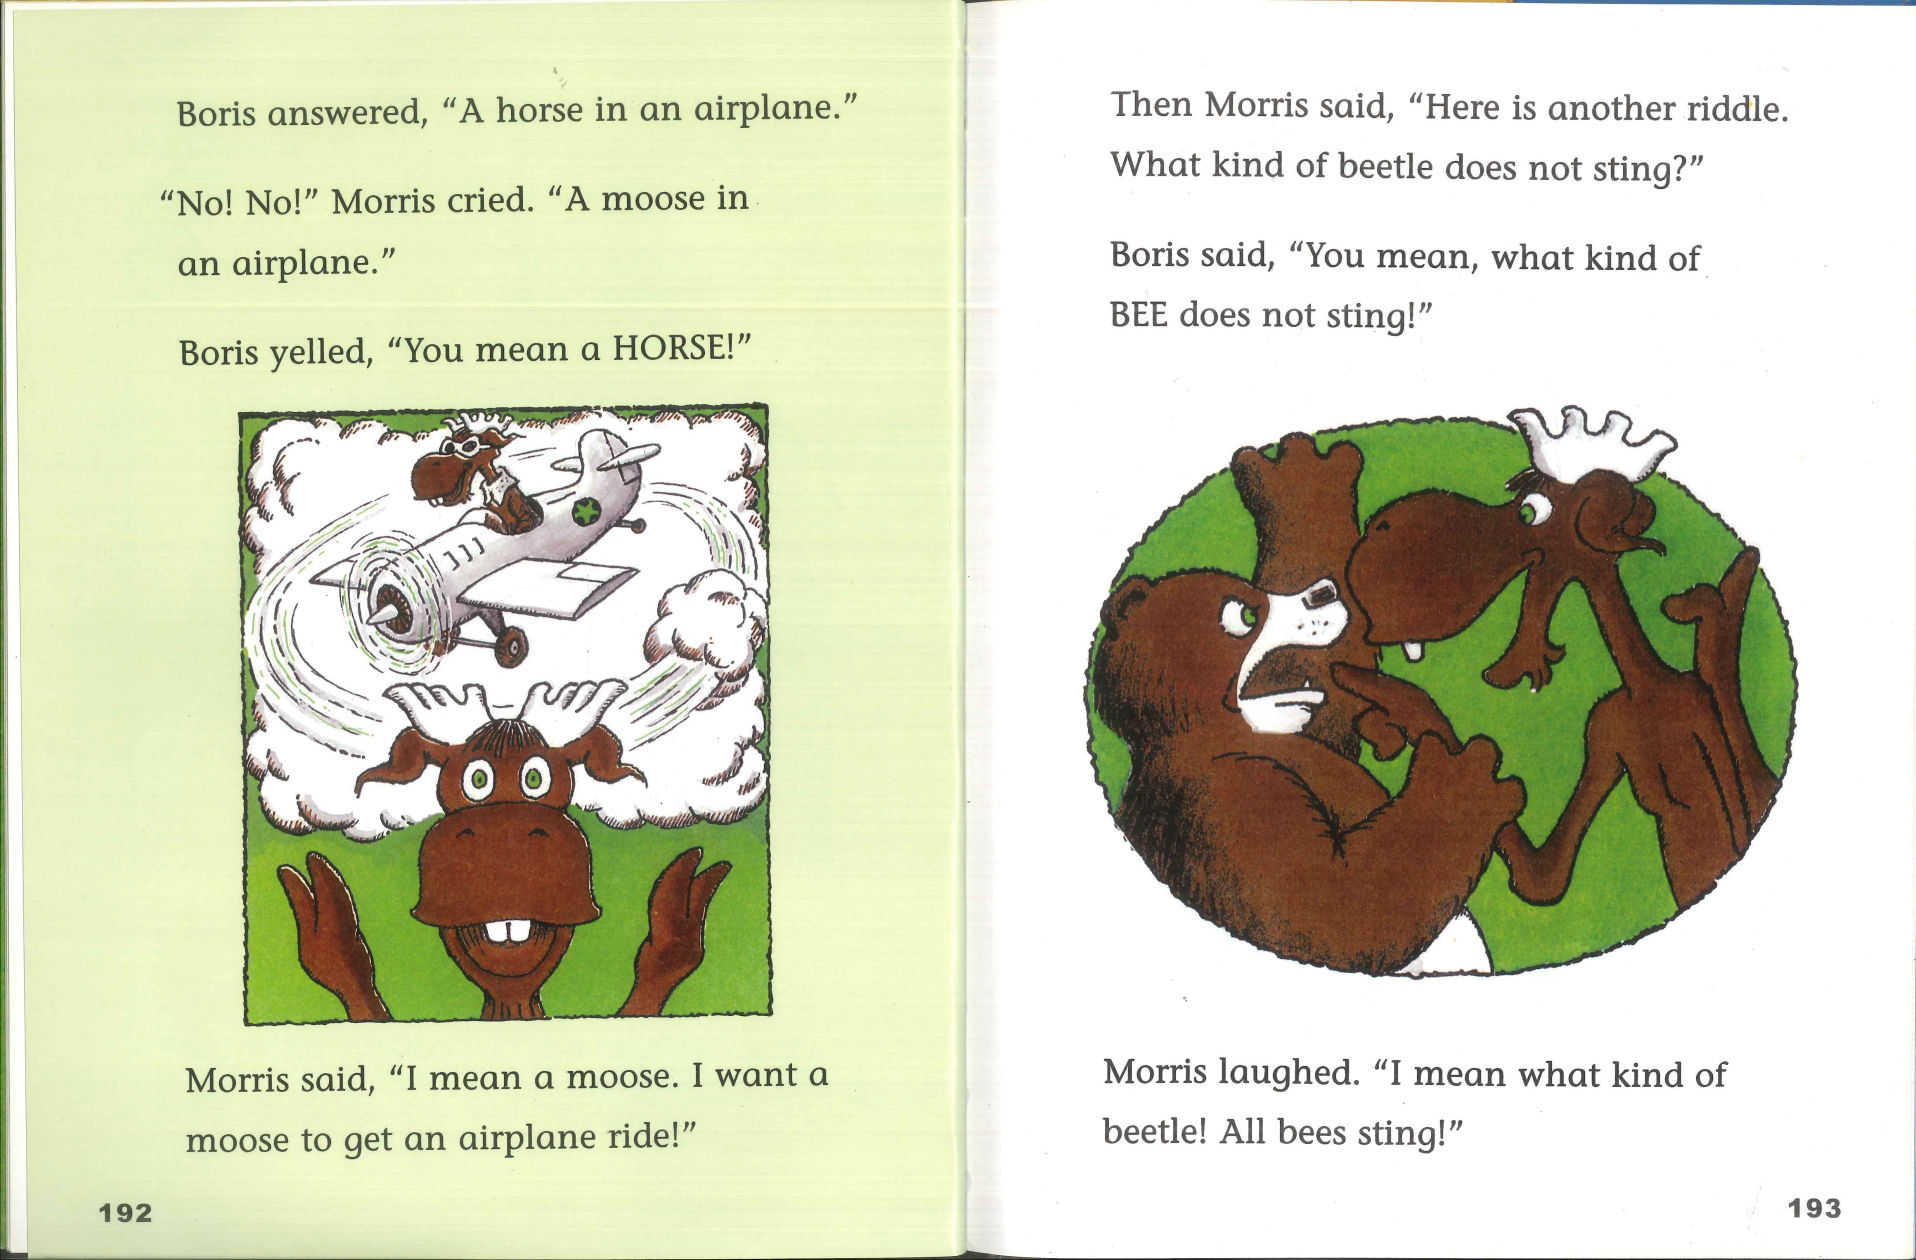 Boris answered, “A horse in an airplane.”
“No! No!” Morris cried. “A moose in
an airplane.”
Boris yelled, “You mean a HORSE!”
Morris said, “I mean a moose. I want a
moose to get an airplane ride!”
192
Then Morris said, “Here is another riddle.
What kind of beetle does not sting?”
Boris said, “You mean, what kind of
BEE does not sting!”
Morris laughed. “I mean what kind of
beetle! All bees sting!”
193